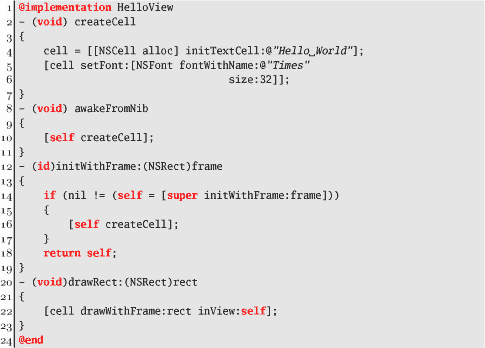 1 @implementation HelloView
2 - (void) createCell
3 {
4     cell = [[NSCell alloc] initTextCell:@"Hello␣World"];
5     [cell setFont:[NSFont fontWithName:@"Times"
6                                   size:32]];
7 }
8 - (void) awakeFromNib
9 {
10     [self createCell];
11 }
12 - (id)initWithFrame:(NSRect)frame
13 {
14     if (nil != (self = [super initWithFrame:frame]))
15     {
16         [self createCell];
17     }
18     return self;
19 }
20 - (void)drawRect:(NSRect)rect
21 {
22     [cell drawWithFrame:rect inView:self];
23 }
24 @end